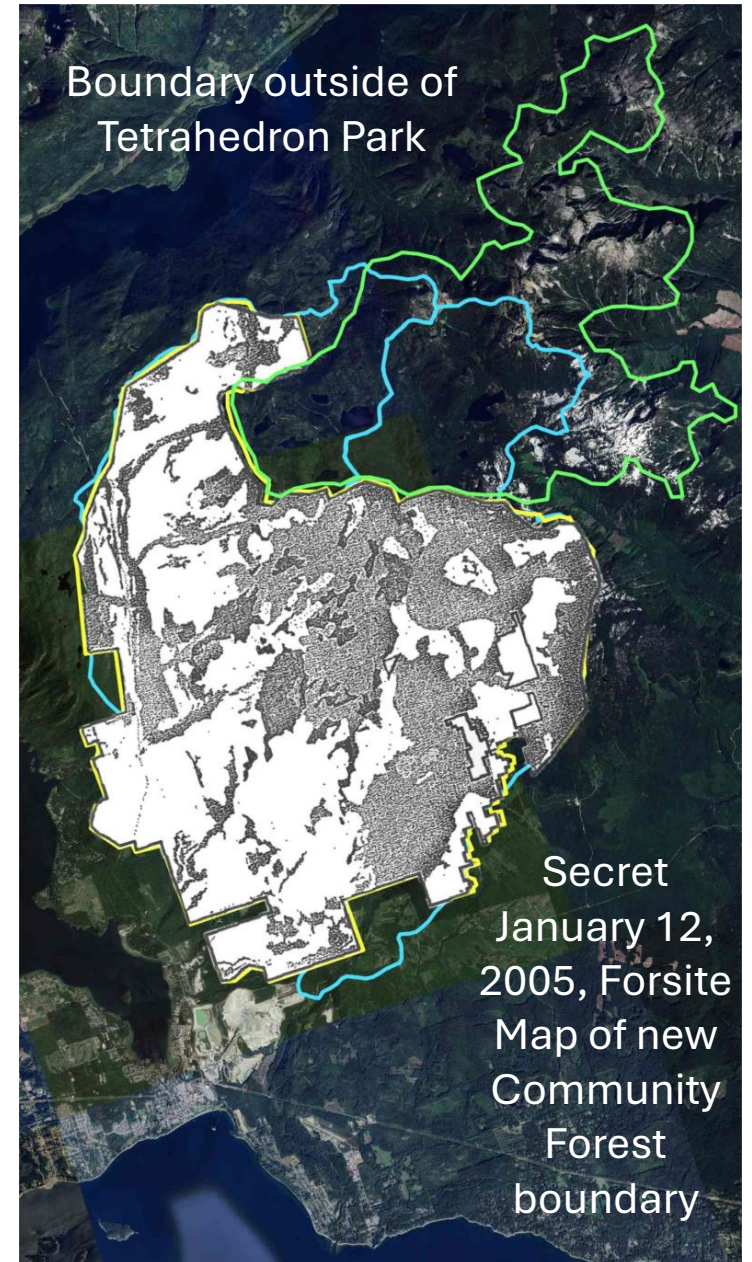 Boundary outside of
Tetrahedron Park
Secret
January 12,
2005, Forsite
Map of new
Community
Forest
boundary